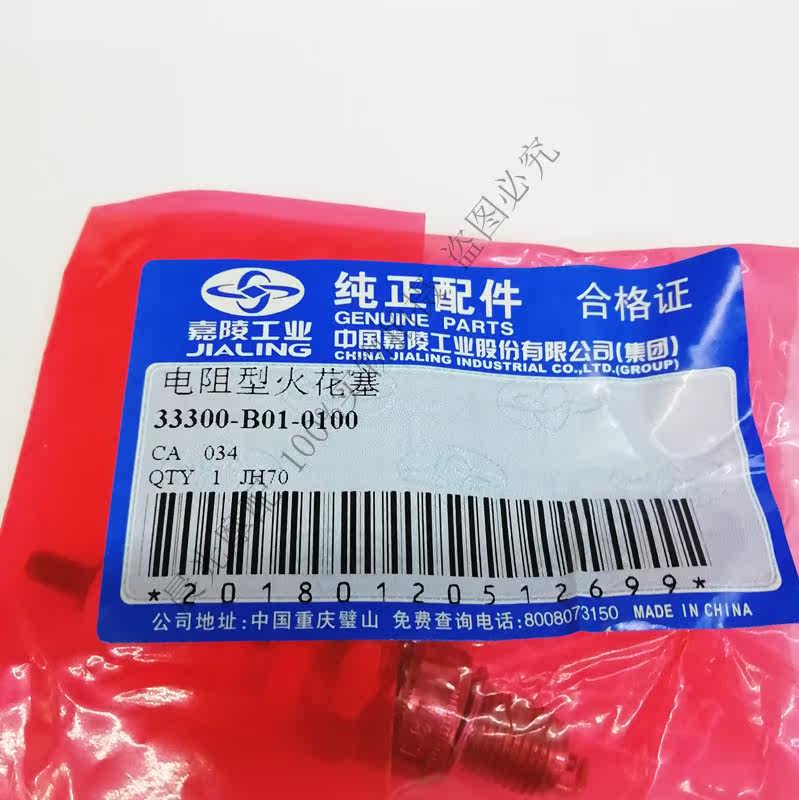 盗图必究
纯正配件
合格证
GENUINE PARTS
嘉陵工业
JIALING
中国嘉陵工业股份有限公司(集团)
CHINA JIALING INDUSTRIAL CO.,LTD.(GROUP)
电阻型火花塞
33300-B01-0100
CA 034
QTY 1 JH70
*20180120512699*
公司地址:中国重庆璧山 免费查询电话:8008073150 MADE IN CHINA